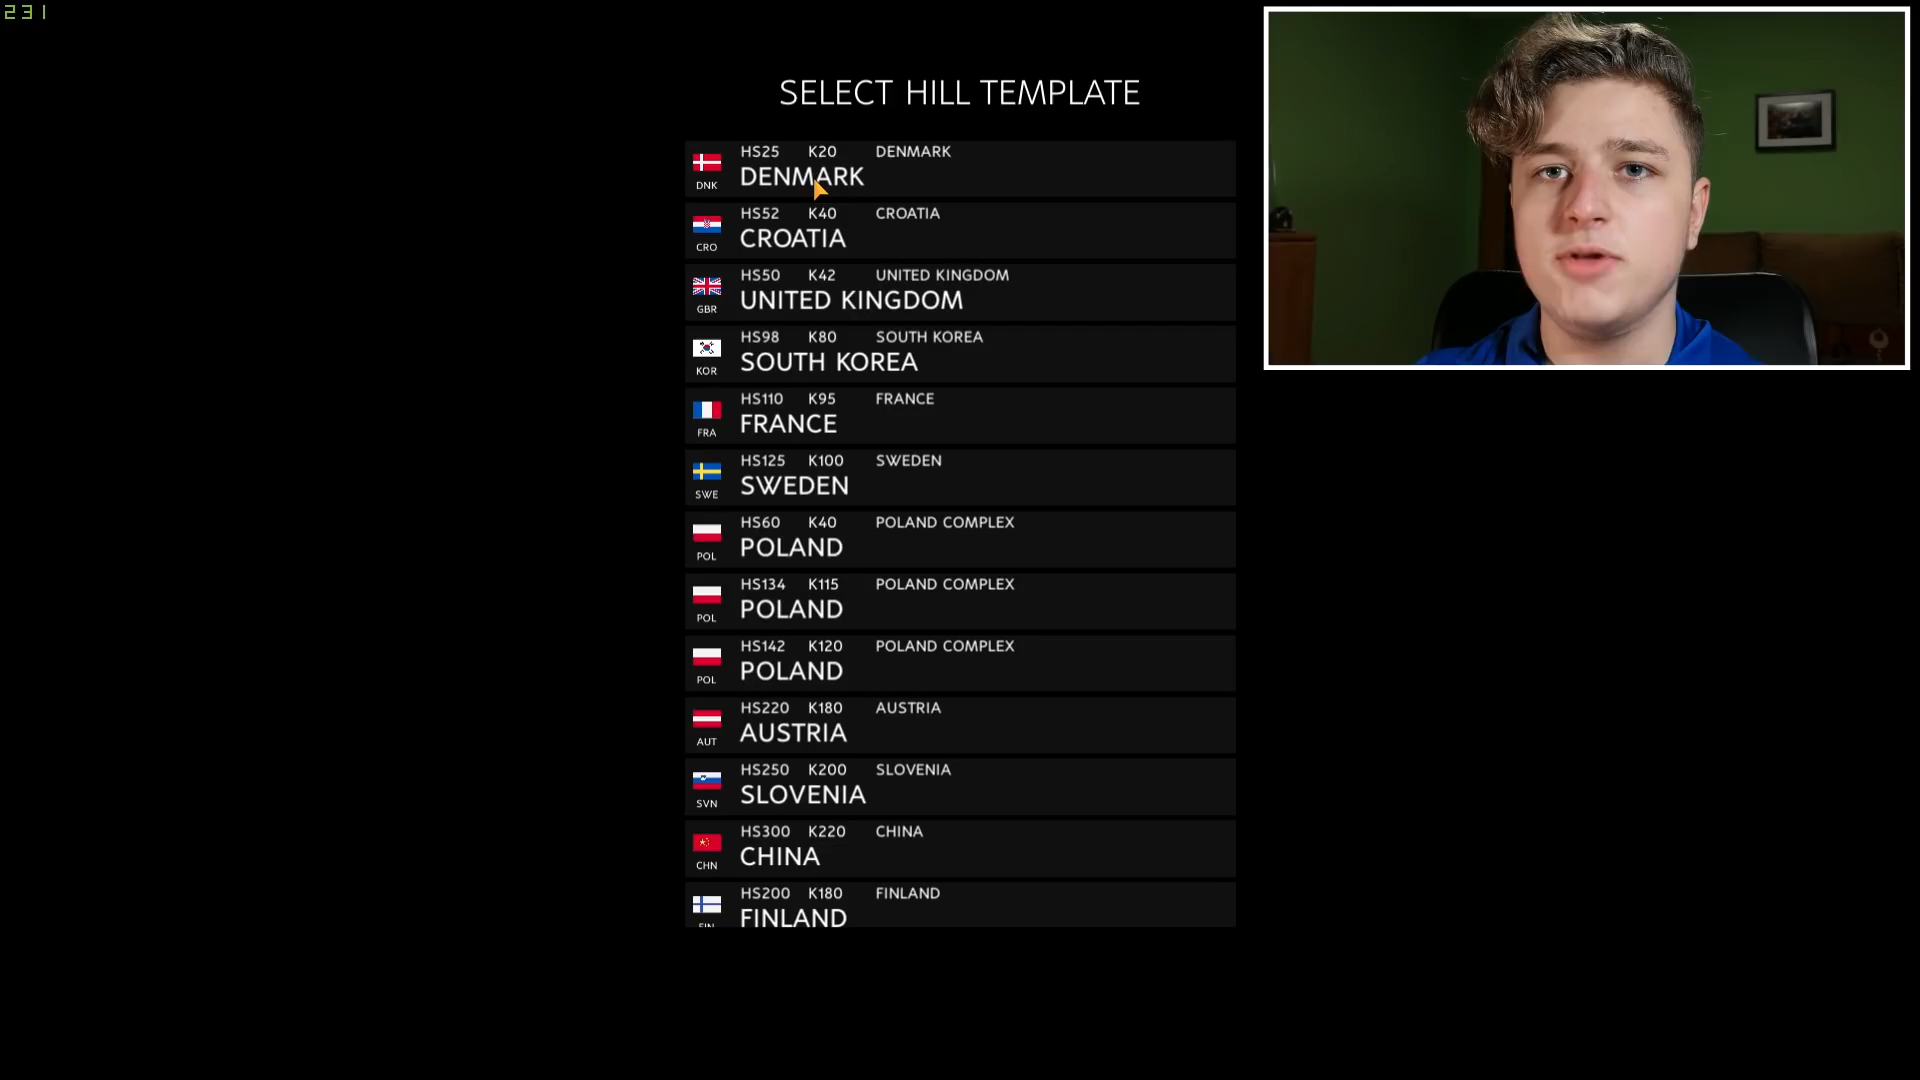 231
SELECT HILL TEMPLATE
HS25 K20 DENMARK
DNK DENMARK
HS52 K40 CROATIA
CRO CROATIA
HS50 K42 UNITED KINGDOM
GBR UNITED KINGDOM
HS98 K80 SOUTH KOREA
KOR SOUTH KOREA
HS110 K95 FRANCE
FRA FRANCE
HS125 K100 SWEDEN
SWE SWEDEN
HS60 K40 POLAND COMPLEX
POL POLAND
HS134 K115 POLAND COMPLEX
POL POLAND
HS142 K120 POLAND COMPLEX
POL POLAND
HS220 K180 AUSTRIA
AUT AUSTRIA
HS250 K200 SLOVENIA
SVN SLOVENIA
HS300 K220 CHINA
CHN CHINA
HS200 K180 FINLAND
FIN FINLAND